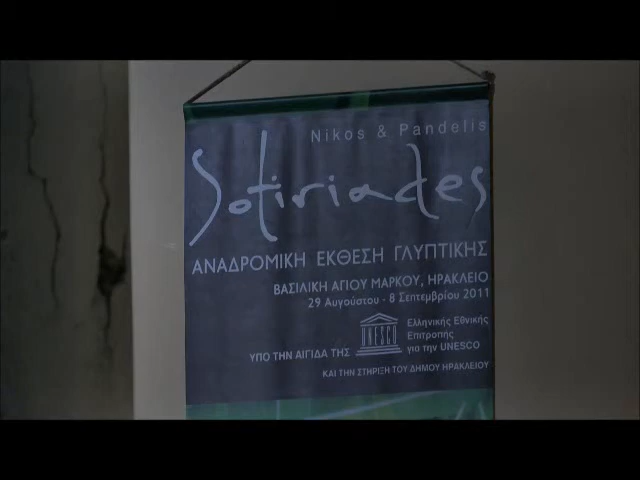 Nikos & Pandelis
Sotiriades
ΑΝΑΔΡΟΜΙΚΗ ΕΚΘΕΣΗ ΓΛΥΠΤΙΚΗΣ
ΒΑΣΙΛΙΚΗ ΑΓΙΟΥ ΜΑΡΚΟΥ, ΗΡΑΚΛΕΙΟ
29 Αυγούστου - 8 Σεπτεμβρίου 2011
ΥΠΟ ΤΗΝ ΑΙΓΙΔΑ ΤΗΣ
UNESCO
Ελληνικής Εθνικής
Επιτροπής
για την UNESCO
ΚΑΙ ΤΗΝ ΣΤΗΡΙΞΗ ΤΟΥ ΔΗΜΟΥ ΗΡΑΚΛΕΙΟΥ